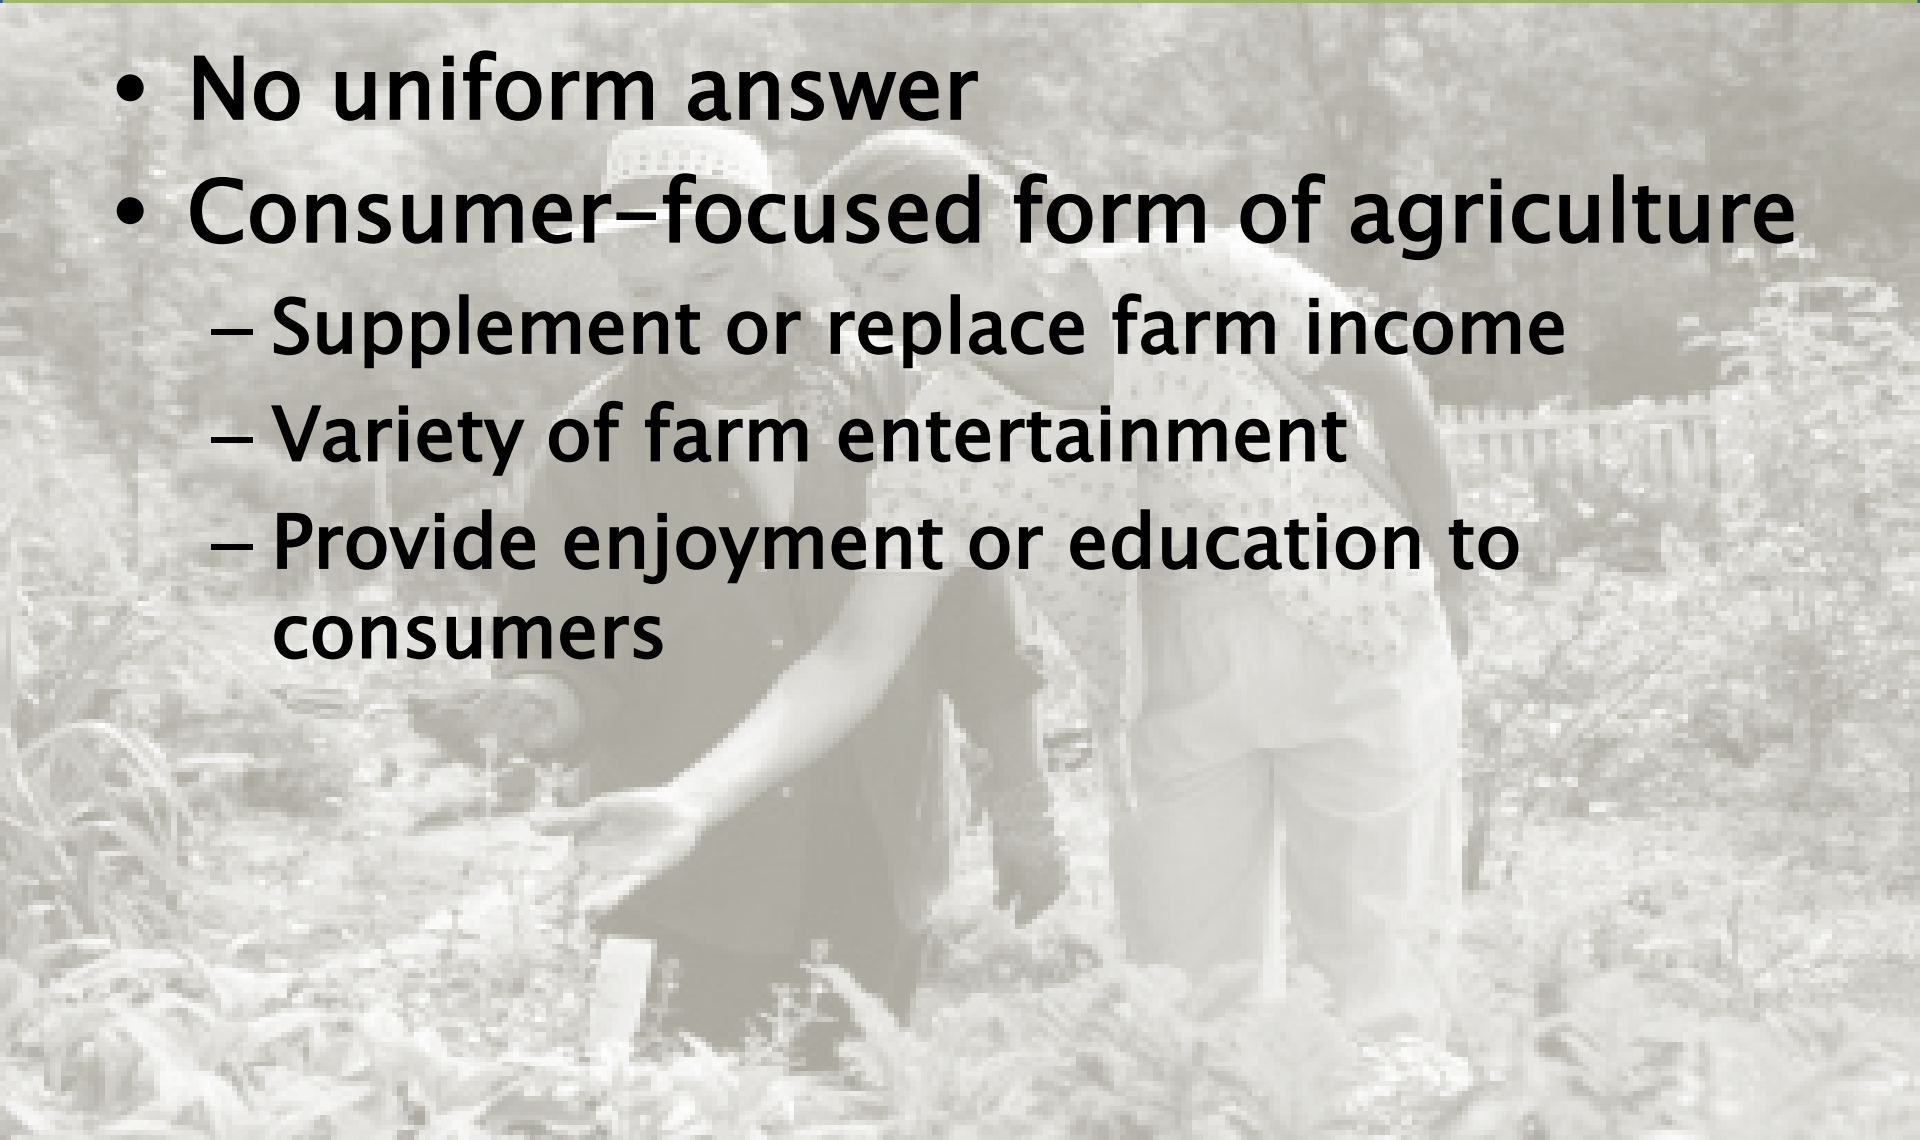 • No uniform answer
• Consumer-focused form of agriculture
– Supplement or replace farm income
– Variety of farm entertainment
– Provide enjoyment or education to
consumers